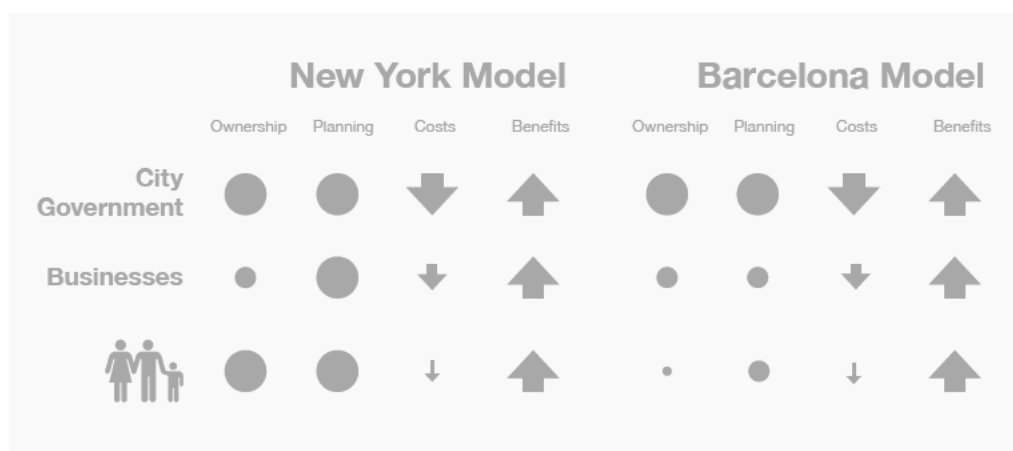 New York Model
Barcelona Model
Ownership Planning Costs Benefits
Ownership Planning Costs Benefits
City
Government
Businesses